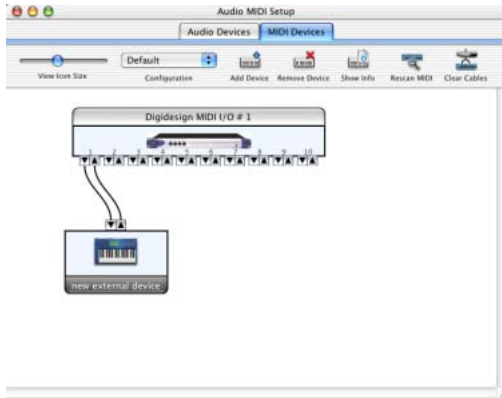 Audio MIDI Setup
Audio Devices MIDI Devices
Default
View Icon Size Configuration Add Device Remove Device Show Info Rescan MIDI Clear Cables
Digidesign MIDI I/O # 1
1 2 3 4 5 6 7 8 9 10
new external device